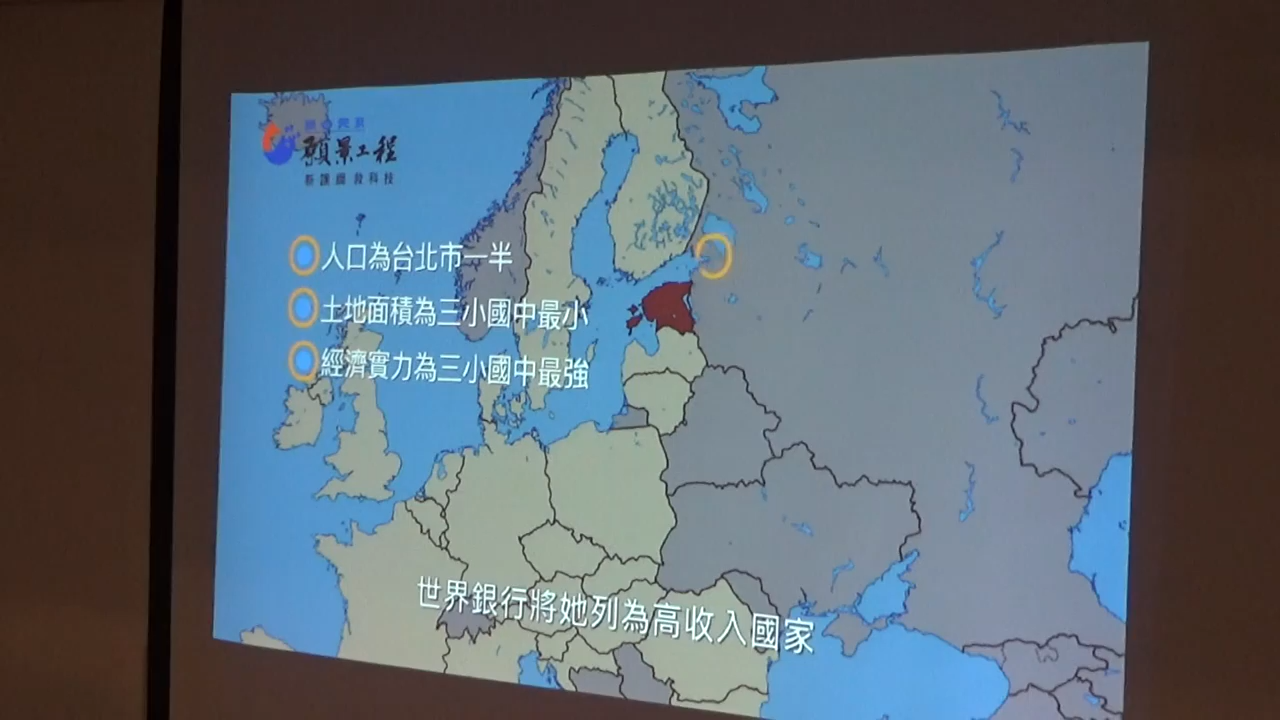 願景工程
人口為台北市一半
土地面積為三小國中最小
經濟實力為三小國中最強
世界銀行將她列為高收入國家